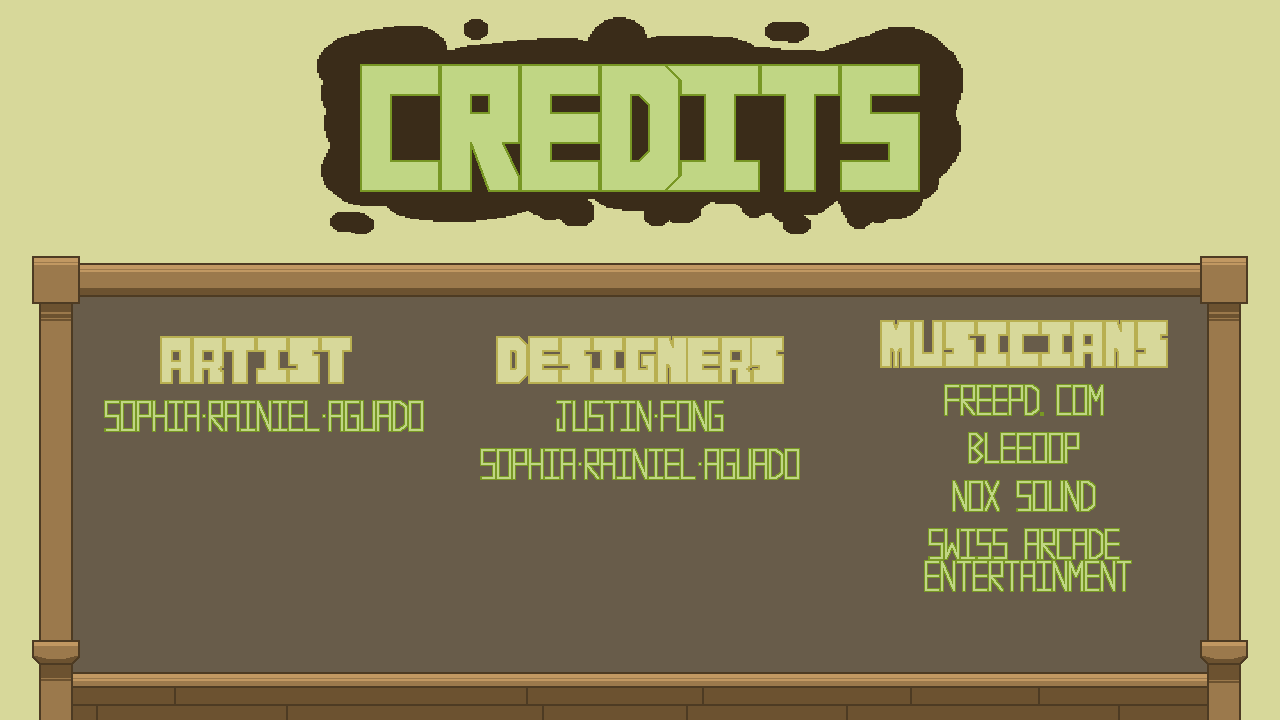 CREDITS
ARTIST
SOPHIA·RAINIEL·AGUADO
DESIGNERS
JUSTIN·FONG
SOPHIA·RAINIEL·AGUADO
MUSICIANS
FREEPD. COM
BLEEOOP
NOX SOUND
SWISS ARCADE
ENTERTAINMENT